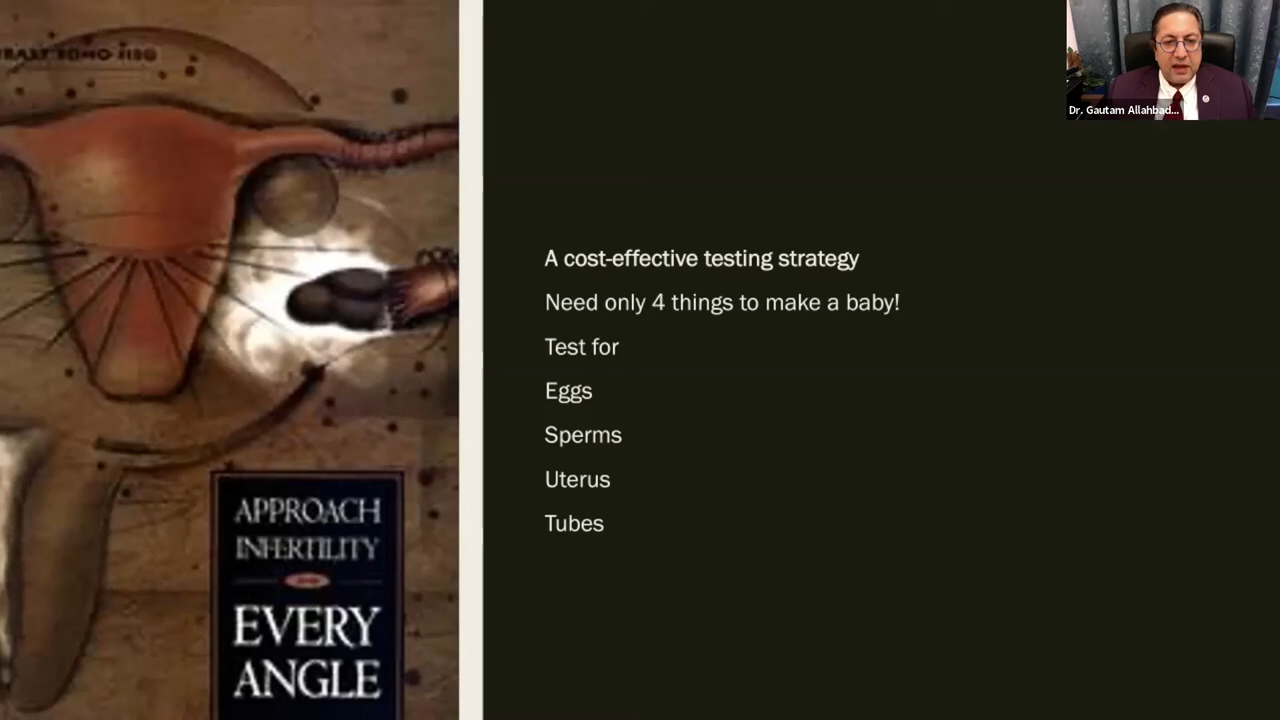 Dr. Gautam Allahbad...
A cost-effective testing strategy
Need only 4 things to make a baby!
Test for
Eggs
Sperms
Uterus
Tubes
APPROACH
INFERTILITY
EVERY
ANGLE